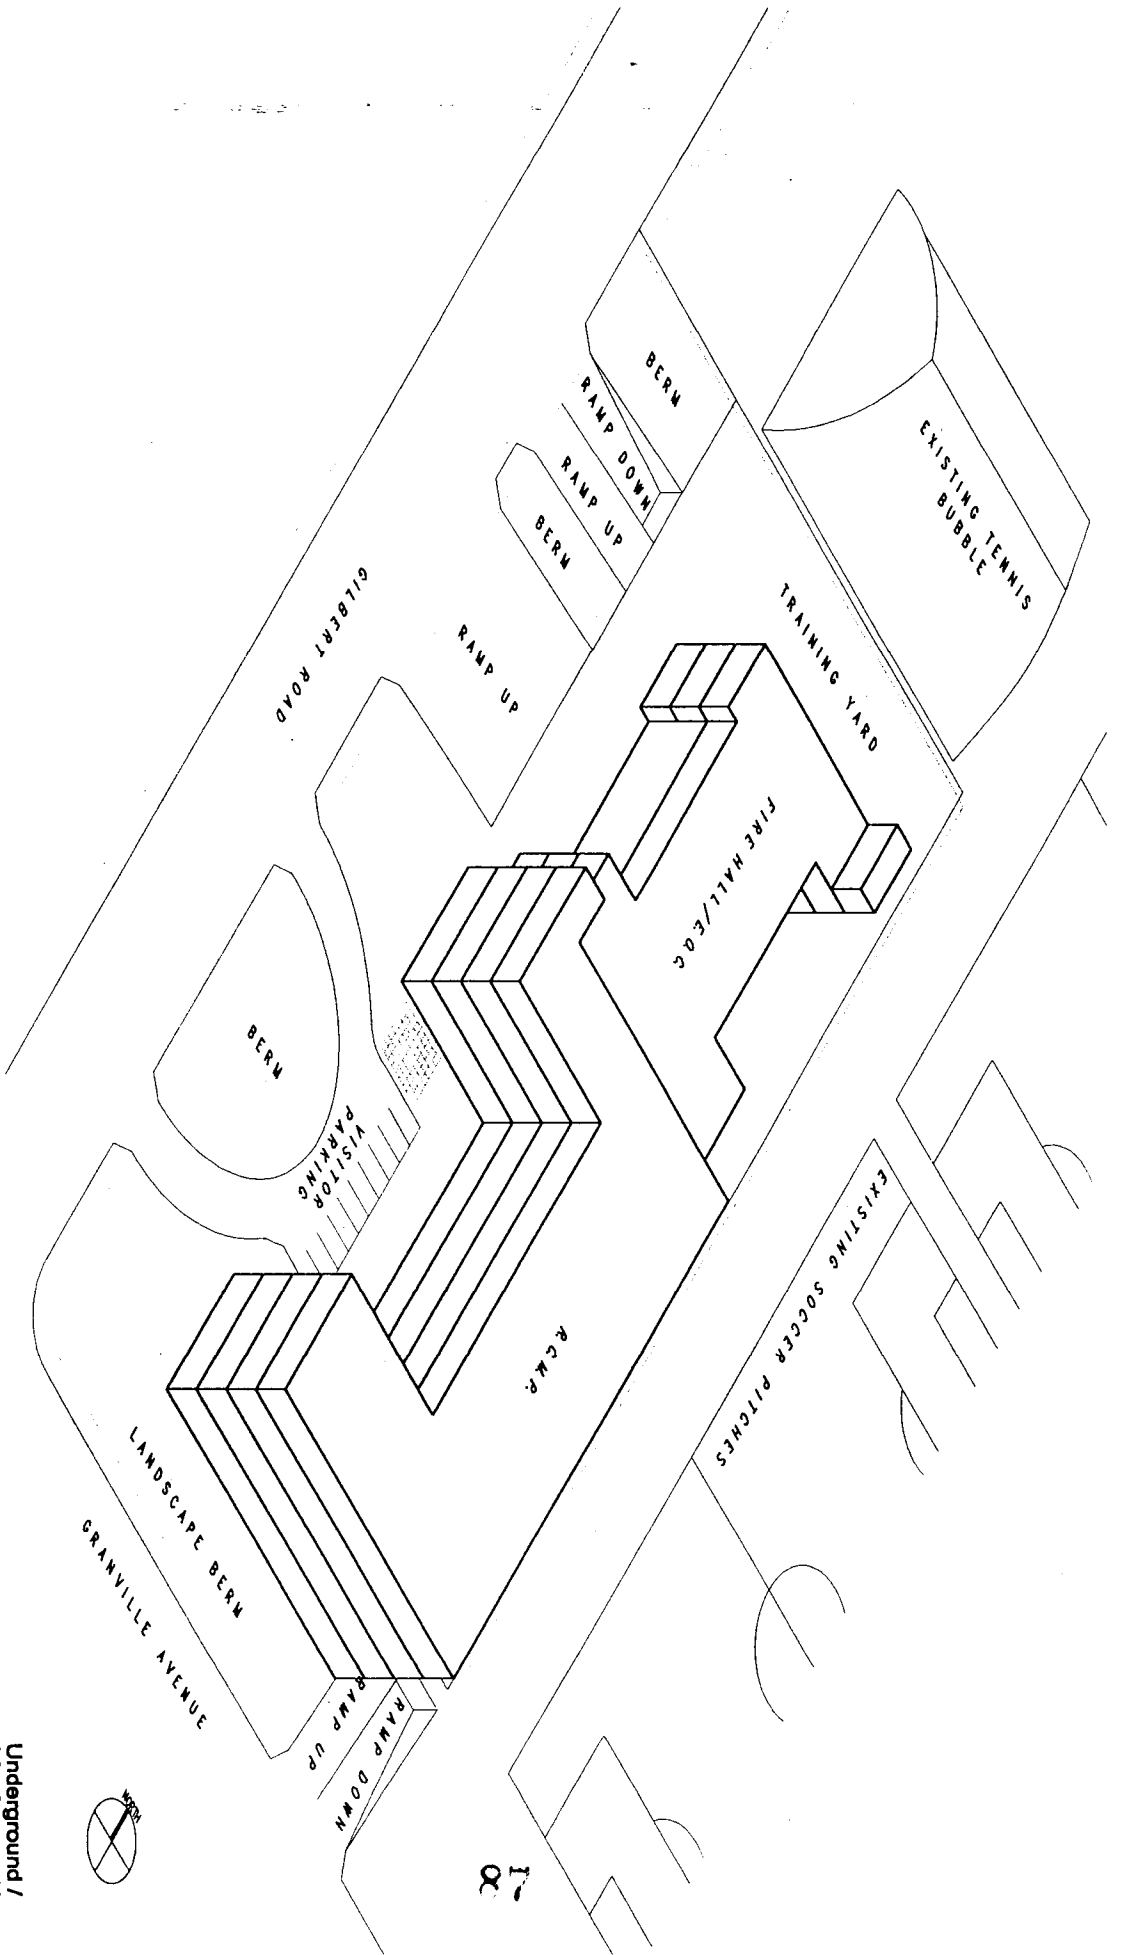 EXISTING TENNIS
BUBBLE
BERM
RAMP DOWN
RAMP UP
BERM
RAMP UP
TRAINING YARD
GILBERT ROAD
FIRE HALL/E.O.C.
BERM
VISITOR
PARKING
EXISTING SOCCER PITCHES
R.C.M.P.
LANDSCAPE BERM
GRANVILLE AVENUE
RAMP UP
RAMP DOWN
NORTH
87
Underground /